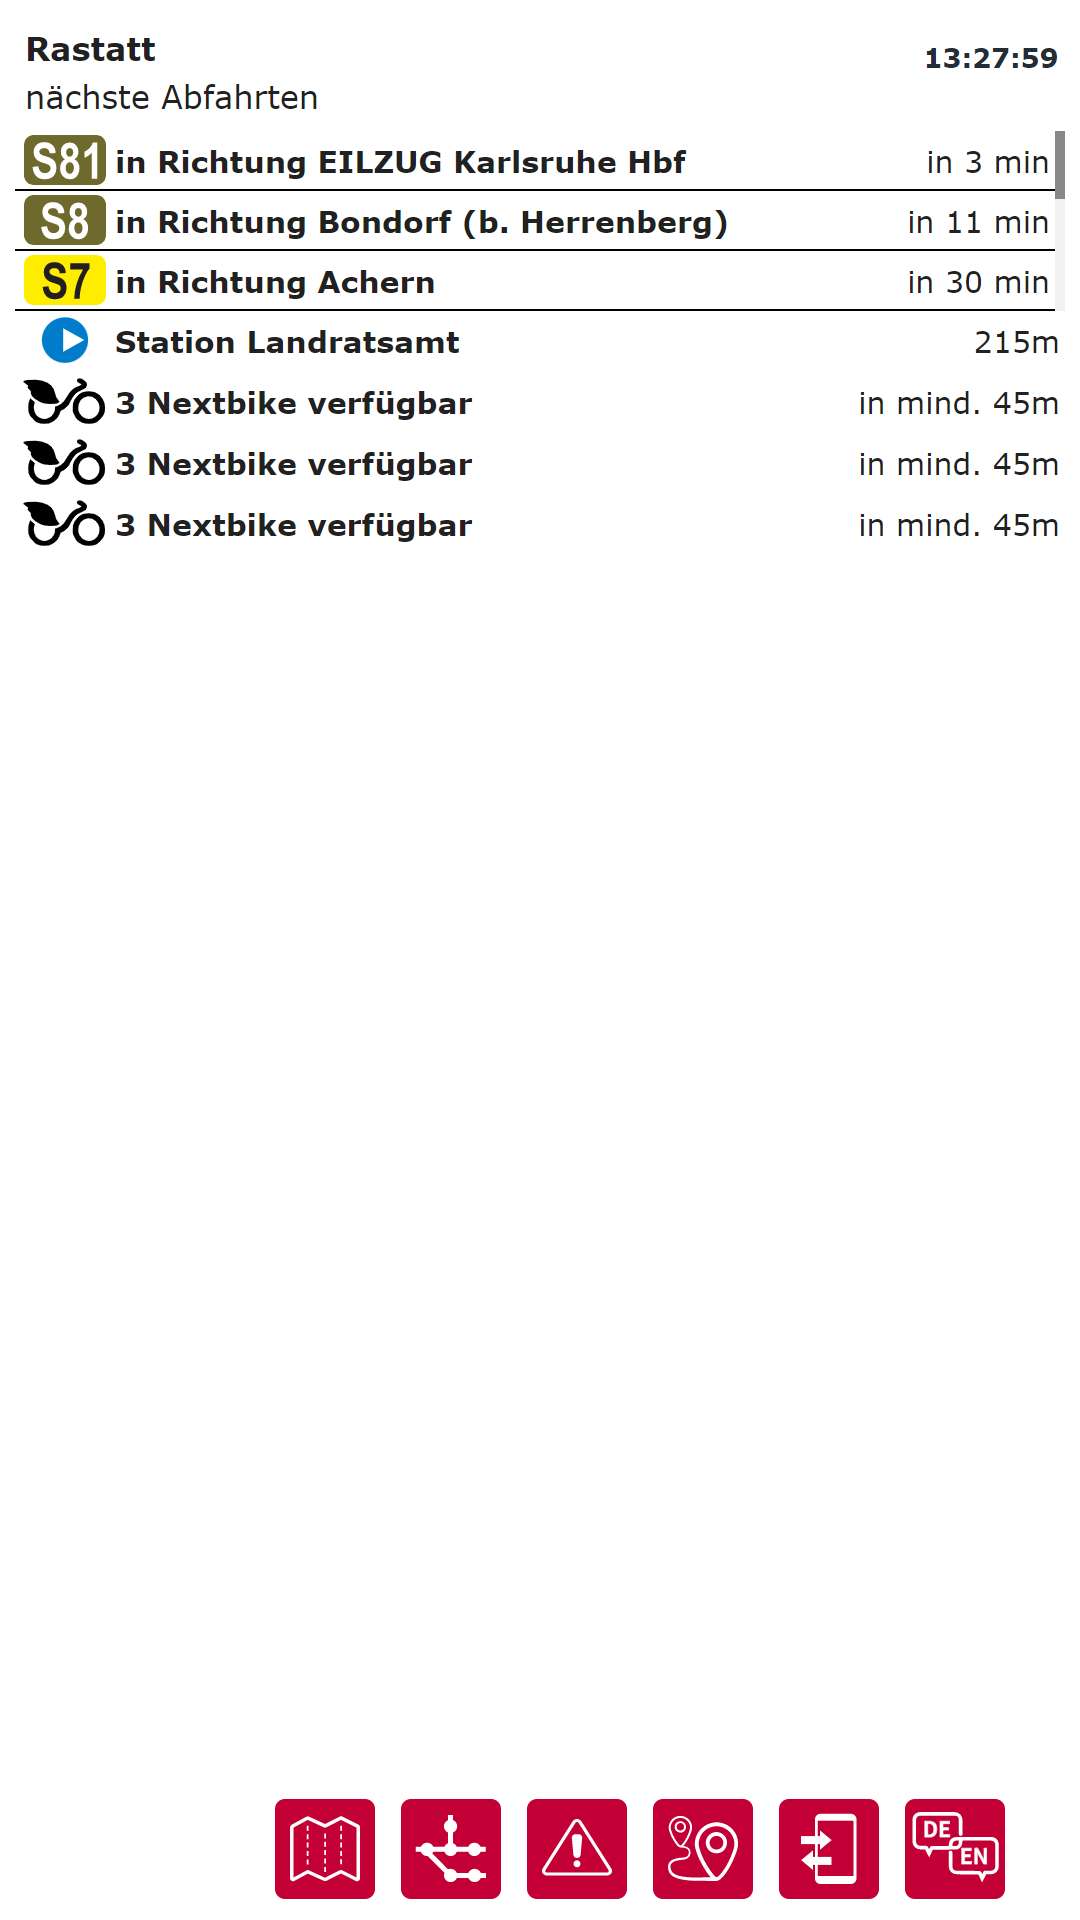 Rastatt
13:27:59
nächste Abfahrten
S81 in Richtung EILZUG Karlsruhe Hbf in 3 min
S8 in Richtung Bondorf (b. Herrenberg) in 11 min
S7 in Richtung Achern in 30 min
Station Landratsamt 215m
3 Nextbike verfügbar in mind. 45m
3 Nextbike verfügbar in mind. 45m
3 Nextbike verfügbar in mind. 45m
DE
EN